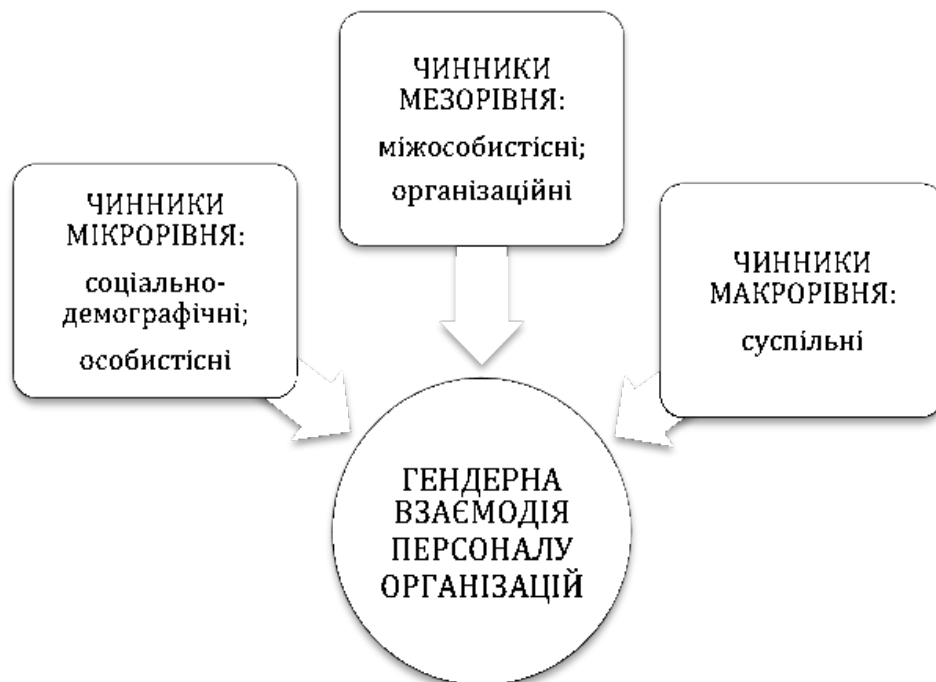 ЧИННИКИ
МІКРОРІВНЯ:
соціально-
демографічні;
особистісні
ЧИННИКИ
МЕЗОРІВНЯ:
міжособистісні;
організаційні
ЧИННИКИ
МАКРОРІВНЯ:
суспільні
ГЕНДЕРНА
ВЗАЄМОДІЯ
ПЕРСОНАЛУ
ОРГАНІЗАЦІЙ